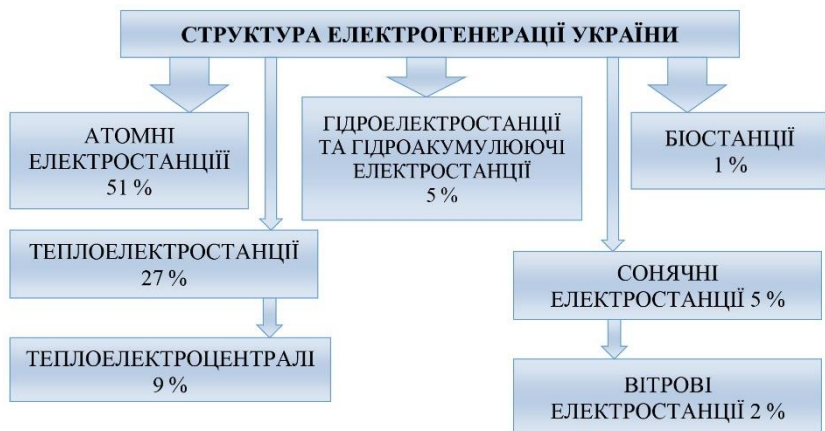 СТРУКТУРА ЕЛЕКТРОГЕНЕРАЦІЇ УКРАЇНИ
АТОМНІ
ЕЛЕКТРОСТАНЦІЇЇ
51 %
ГІДРОЕЛЕКТРОСТАНЦІЇ
ТА ГІДРОАКУМУЛЮЮЧІ
ЕЛЕКТРОСТАНЦІЇ
5 %
БІОСТАНЦІЇ
1 %
ТЕПЛОЕЛЕКТРОСТАНЦІЇ
27 %
СОНЯЧНІ
ЕЛЕКТРОСТАНЦІЇ 5 %
ТЕПЛОЕЛЕКТРОЦЕНТРАЛІ
9 %
ВІТРОВІ
ЕЛЕКТРОСТАНЦІЇ 2 %